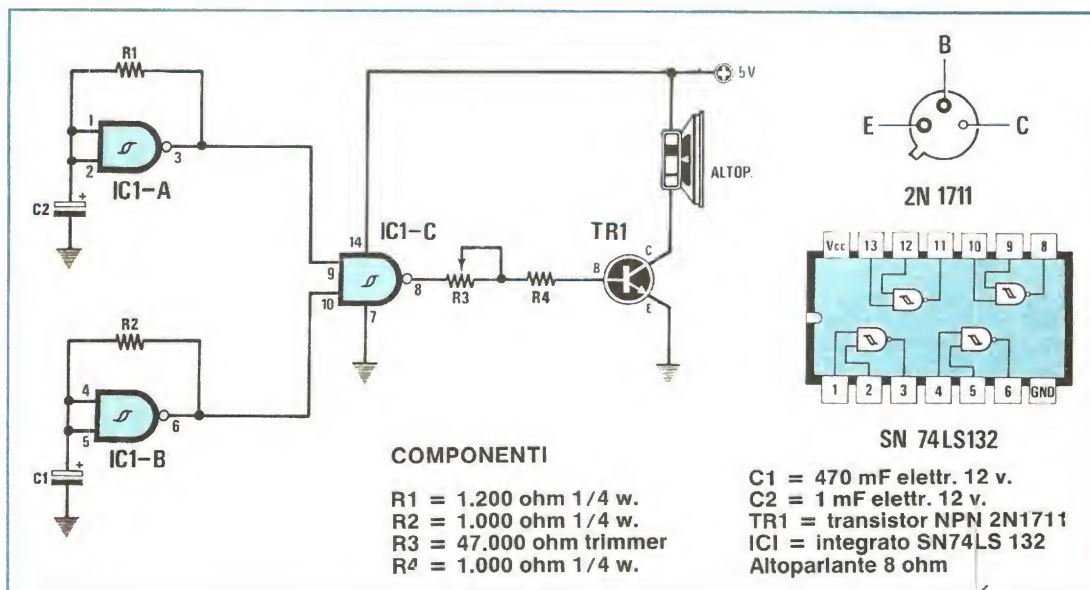 R1
1
2
3
IC1-A
C2
+
R2
4
5
6
IC1-B
C1
+
IC1-C
14
9
10
8
7
R3
R4
TR1
B
C
E
5V
ALTOP.
B
E
C
2N 1711
Vcc 13 12 11 10 9 8
1 2 3 4 5 6 GND
SN 74LS132
COMPONENTI
R1 = 1.200 ohm 1/4 w.
R2 = 1.000 ohm 1/4 w.
R3 = 47.000 ohm trimmer
R4 = 1.000 ohm 1/4 w.
C1 = 470 mF elettr. 12 v.
C2 = 1 mF elettr. 12 v.
TR1 = transistor NPN 2N1711
ICI = integrato SN74LS 132
Altoparlante 8 ohm